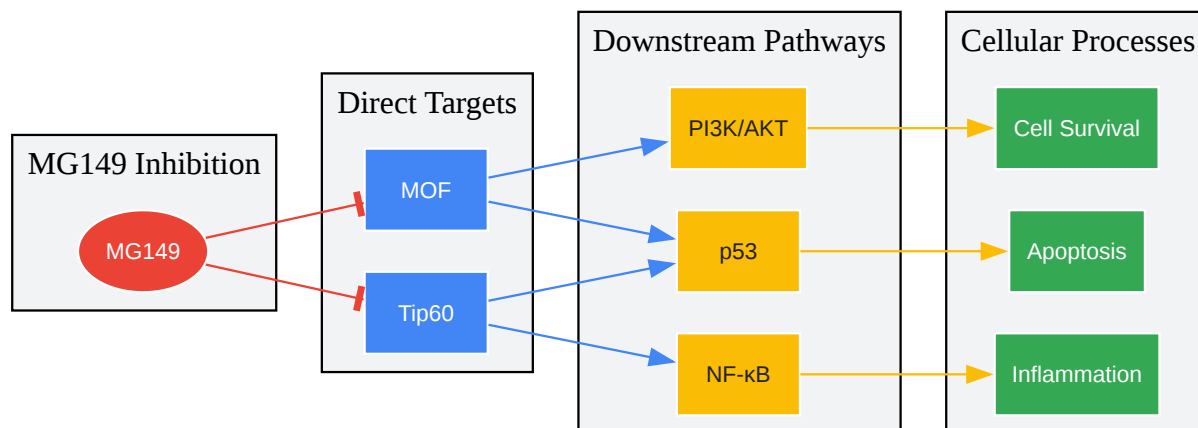 MG149 Inhibition
MG149
Direct Targets
MOF
Tip60
Downstream Pathways
PI3K/AKT
p53
NF-κB
Cellular Processes
Cell Survival
Apoptosis
Inflammation